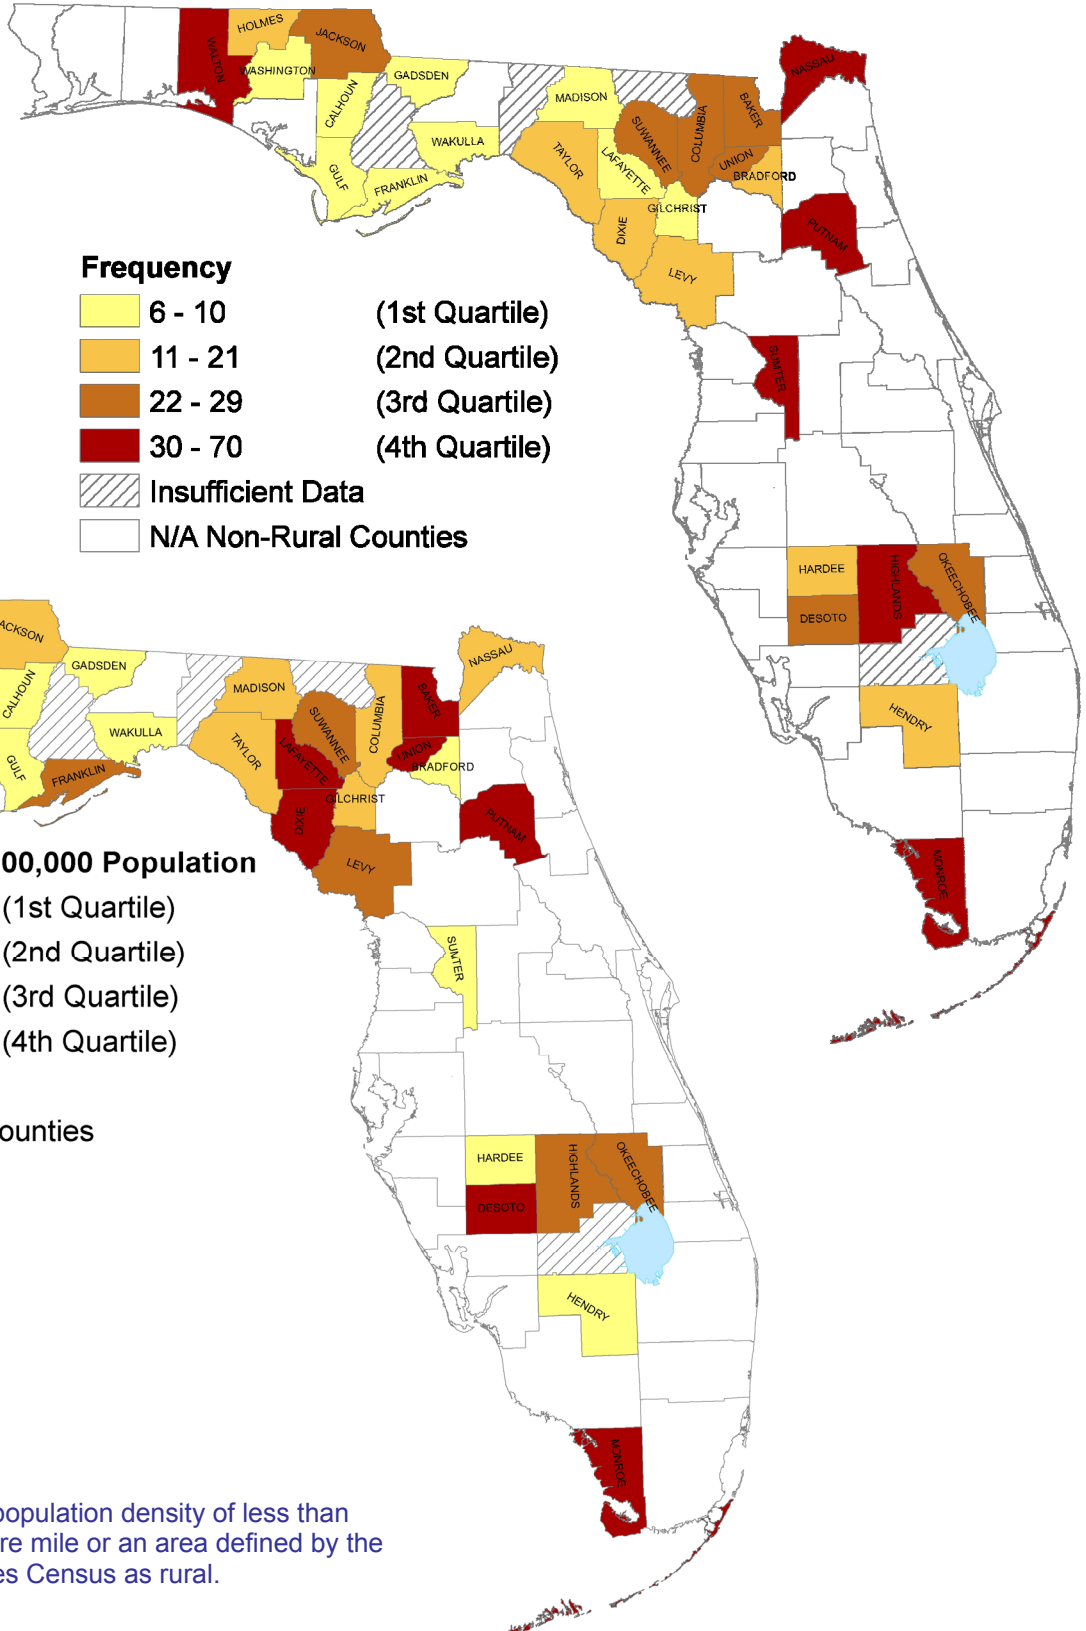 HOLMES
JACKSON
WALTON
WASHINGTON
GADSDEN
CALHOUN
WAKULLA
GULF
FRANKLIN
MADISON
TAYLOR
LAFAYETTE
SUWANNEE
COLUMBIA
BAKER
NASSAU
UNION
BRADFORD
GILCHRIST
DIXIE
LEVY
PUTNAM
SUMTER
HARDEE
HIGHLANDS
OKEECHOBEE
DESOTO
HENDRY
MONROE
Frequency
6 - 10 (1st Quartile)
11 - 21 (2nd Quartile)
22 - 29 (3rd Quartile)
30 - 70 (4th Quartile)
Insufficient Data
N/A Non-Rural Counties
ACKSON
GADSDEN
CALHOUN
WAKULLA
GULF
FRANKLIN
MADISON
TAYLOR
LAFAYETTE
SUWANNEE
COLUMBIA
BAKER
NASSAU
UNION
BRADFORD
GILCHRIST
DIXIE
LEVY
PUTNAM
SUMTER
HARDEE
HIGHLANDS
OKEECHOBEE
DESOTO
HENDRY
MONROE
00,000 Population
(1st Quartile)
(2nd Quartile)
(3rd Quartile)
(4th Quartile)
ounties
population density of less than
re mile or an area defined by the
es Census as rural.